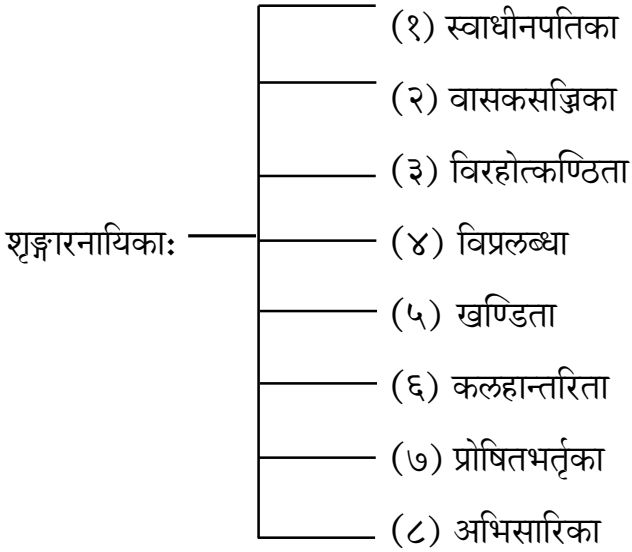 (१) स्वाधीनपतिका
(२) वासकसज्जिका
(३) विरहोत्कण्ठिता
शृङ्गारनायिकाः
(४) विप्रलब्धा
(५) खण्डिता
(६) कलहान्तरिता
(७) प्रोषितभर्तृका
(८) अभिसारिका